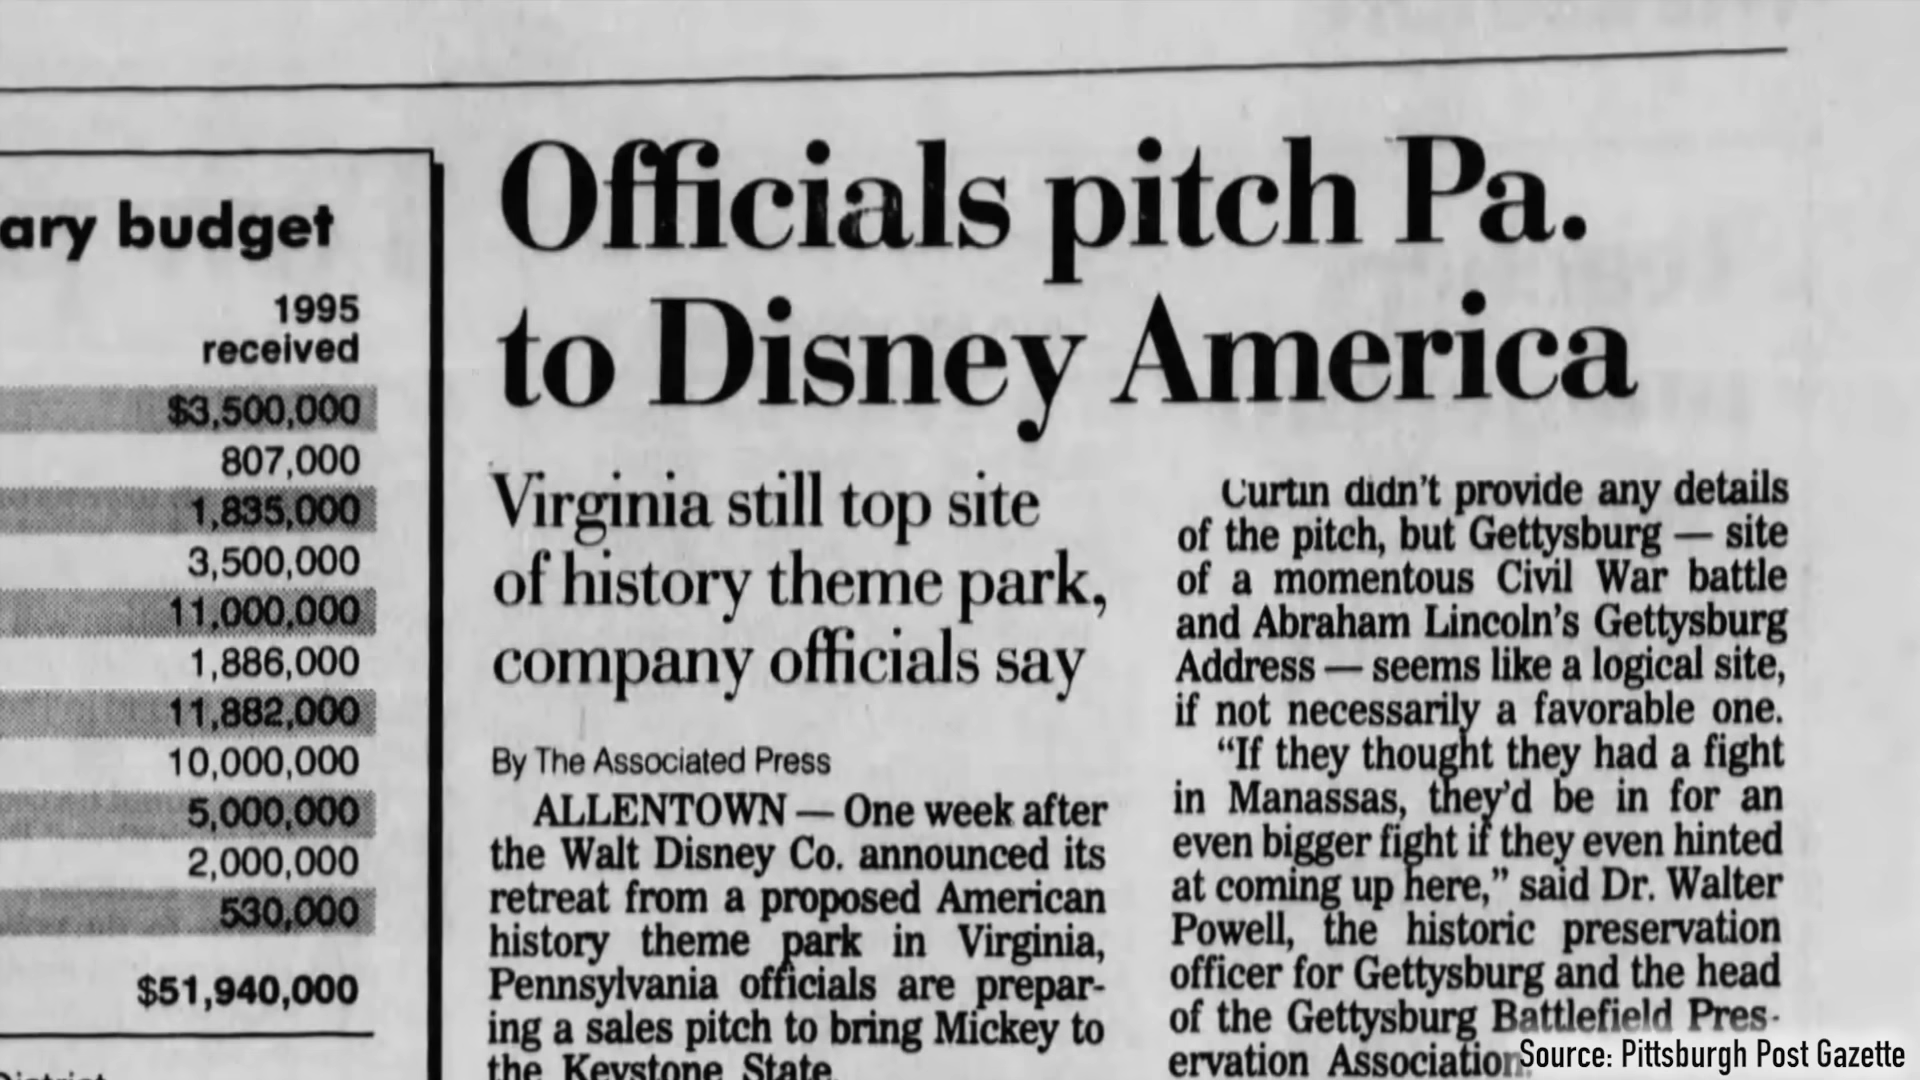 ary budget
1995
received
$3,500,000
807,000
1,835,000
3,500,000
11,000,000
1,886,000
11,882,000
10,000,000
5,000,000
2,000,000
530,000
$51,940,000
District
Officials pitch Pa.
to Disney America
Virginia still top site
of history theme park,
company officials say
By The Associated Press
ALLENTOWN — One week after
the Walt Disney Co. announced its
retreat from a proposed American
history theme park in Virginia,
Pennsylvania officials are prepar-
ing a sales pitch to bring Mickey to
the Keystone State.
Curtin didn't provide any details
of the pitch, but Gettysburg — site
of a momentous Civil War battle
and Abraham Lincoln's Gettysburg
Address — seems like a logical site,
if not necessarily a favorable one.
“If they thought they had a fight
in Manassas, they'd be in for an
even bigger fight if they even hinted
at coming up here,” said Dr. Walter
Powell, the historic preservation
officer for Gettysburg and the head
of the Gettysburg Battlefield Pres-
ervation Association.
Source: Pittsburgh Post Gazette